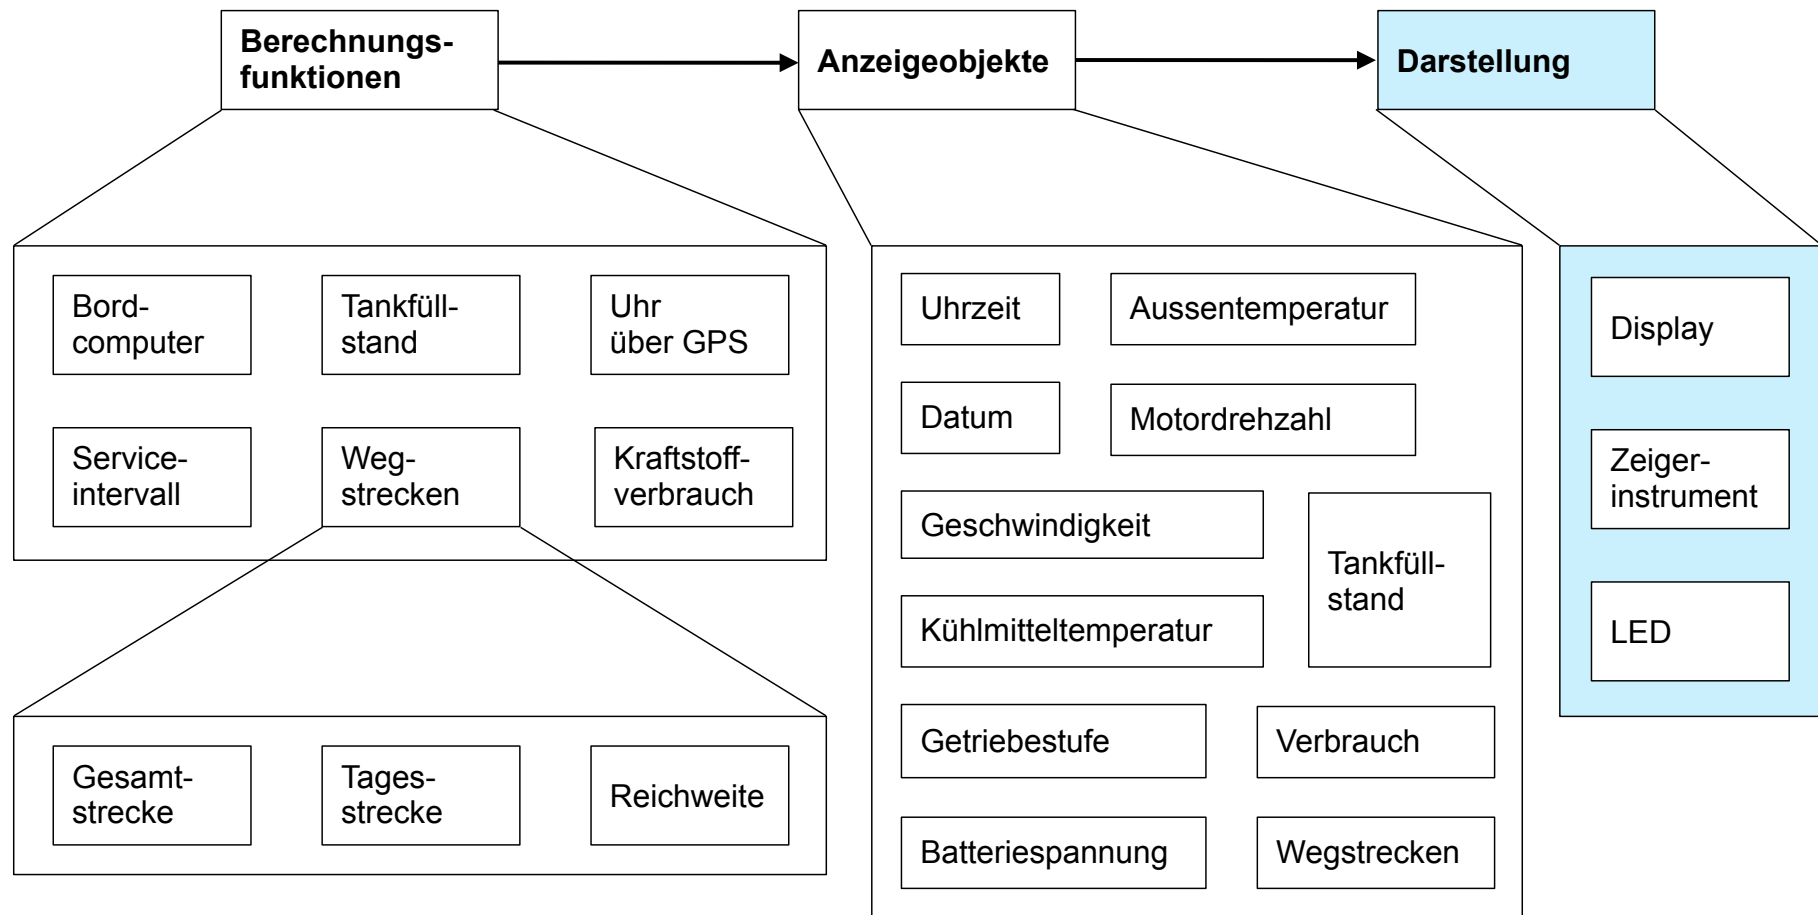 Berechnungs-
funktionen
Anzeigeobjekte
Darstellung
Bord-
computer
Tankfüll-
stand
Uhr
über GPS
Service-
intervall
Weg-
strecken
Kraftstoff-
verbrauch
Gesamt-
strecke
Tages-
strecke
Reichweite
Uhrzeit
Aussentemperatur
Datum
Motordrehzahl
Geschwindigkeit
Tankfüll-
stand
Kühlmitteltemperatur
Getriebestufe
Verbrauch
Batteriespannung
Wegstrecken
Display
Zeiger-
instrument
LED